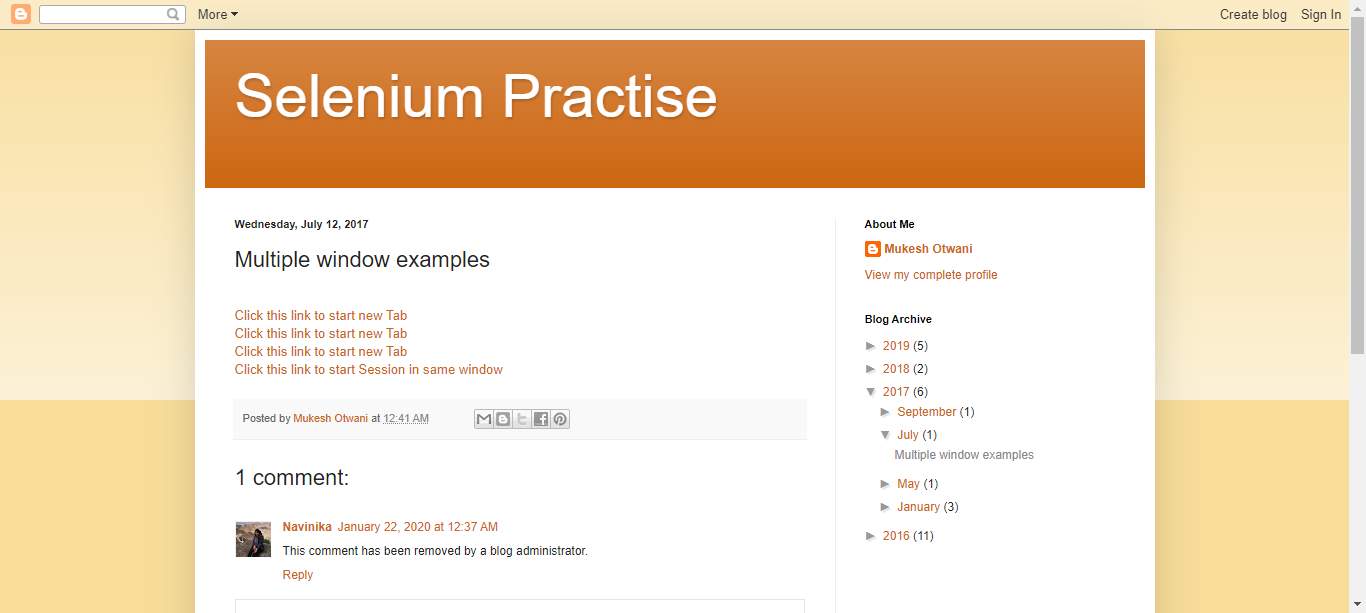 More
Create blog Sign In
Selenium Practise
Wednesday, July 12, 2017
Multiple window examples
Click this link to start new Tab
Click this link to start new Tab
Click this link to start new Tab
Click this link to start Session in same window
Posted by Mukesh Otwani at 12:41 AM
1 comment:
Navinika January 22, 2020 at 12:37 AM
This comment has been removed by a blog administrator.
Reply
About Me
Mukesh Otwani
View my complete profile
Blog Archive
► 2019 (5)
► 2018 (2)
▼ 2017 (6)
► September (1)
▼ July (1)
Multiple window examples
► May (1)
► January (3)
► 2016 (11)